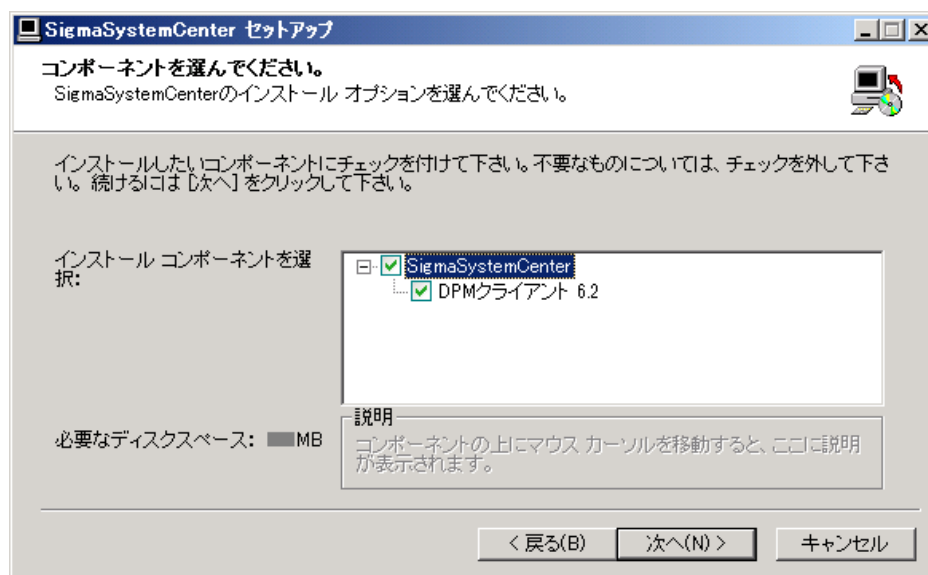 SigmaSystemCenter セットアップ
コンポーネントを選んでください。
SigmaSystemCenterのインストール オプションを選んでください。
インストールしたいコンポーネントにチェックを付けて下さい。不要なものについては、チェックを外して下さ
い。続けるには [次へ] をクリックして下さい。
インストール コンポーネントを選
択:
SigmaSystemCenter
DPMクライアント 6.2
必要なディスクスペース: MB
説明
コンポーネントの上にマウス カーソルを移動すると、ここに説明
が表示されます。
< 戻る(B)
次へ(N) >
キャンセル